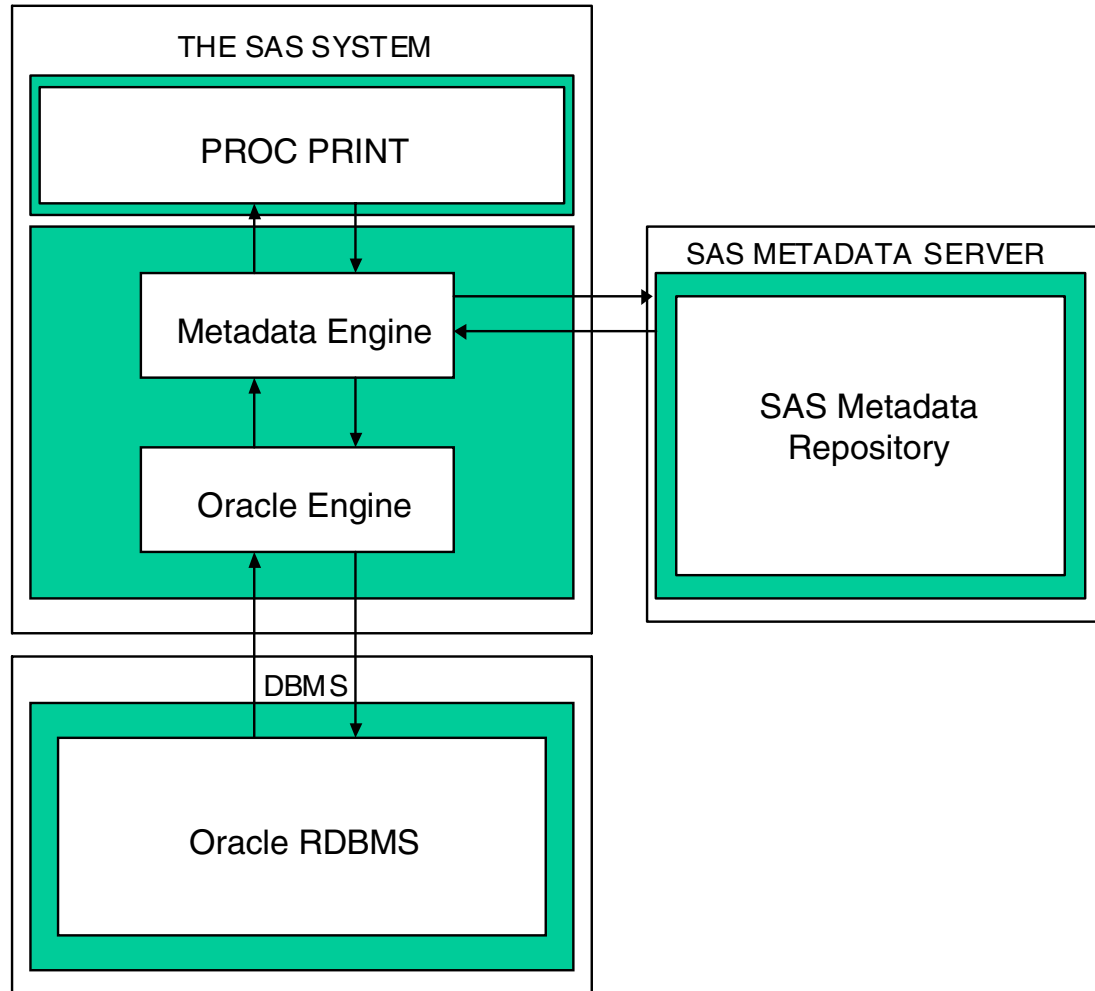 THE SAS SYSTEM
PROC PRINT
SAS METADATA SERVER
Metadata Engine
SAS Metadata
Repository
Oracle Engine
DBMS
Oracle RDBMS